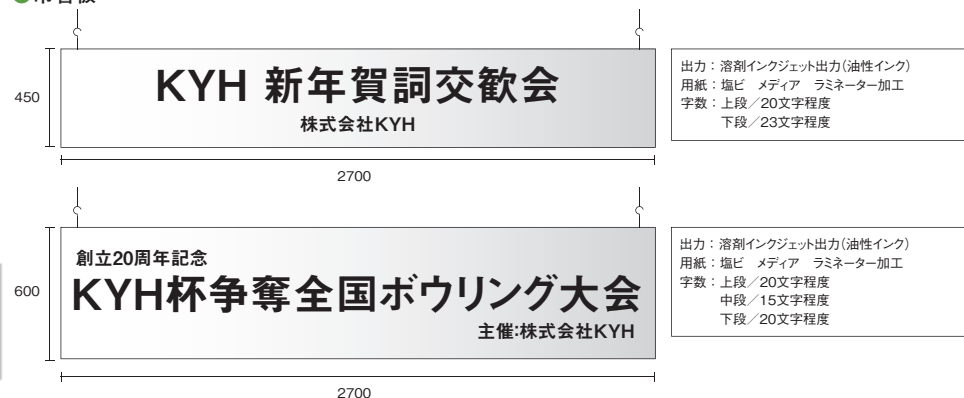 450
KYH 新年賀詞交歓会
株式会社KYH
2700
出力：溶剤インクジェット出力(油性インク)
用紙：塩ビ　メディア　ラミネーター加工
字数：上段／20文字程度
下段／23文字程度
600
創立20周年記念
KYH杯争奪全国ボウリング大会
主催:株式会社KYH
2700
出力：溶剤インクジェット出力(油性インク)
用紙：塩ビ　メディア　ラミネーター加工
字数：上段／20文字程度
中段／15文字程度
下段／20文字程度